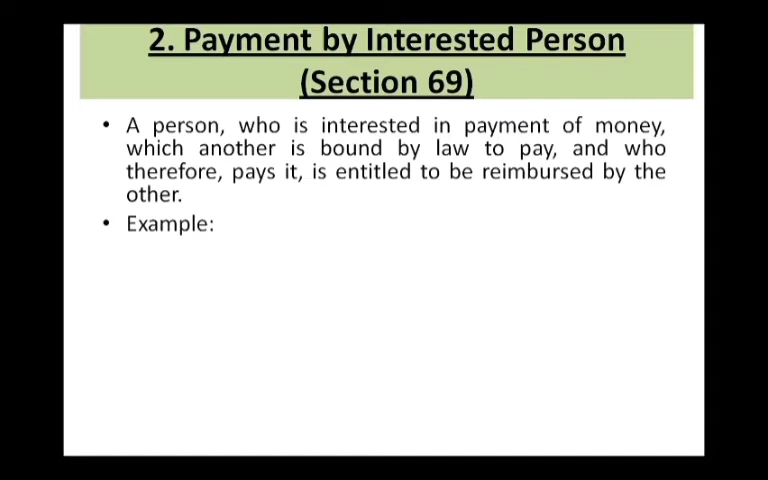 2. Payment by Interested Person
(Section 69)
• A person, who is interested in payment of money,
which another is bound by law to pay, and who
therefore, pays it, is entitled to be reimbursed by the
other.
• Example: